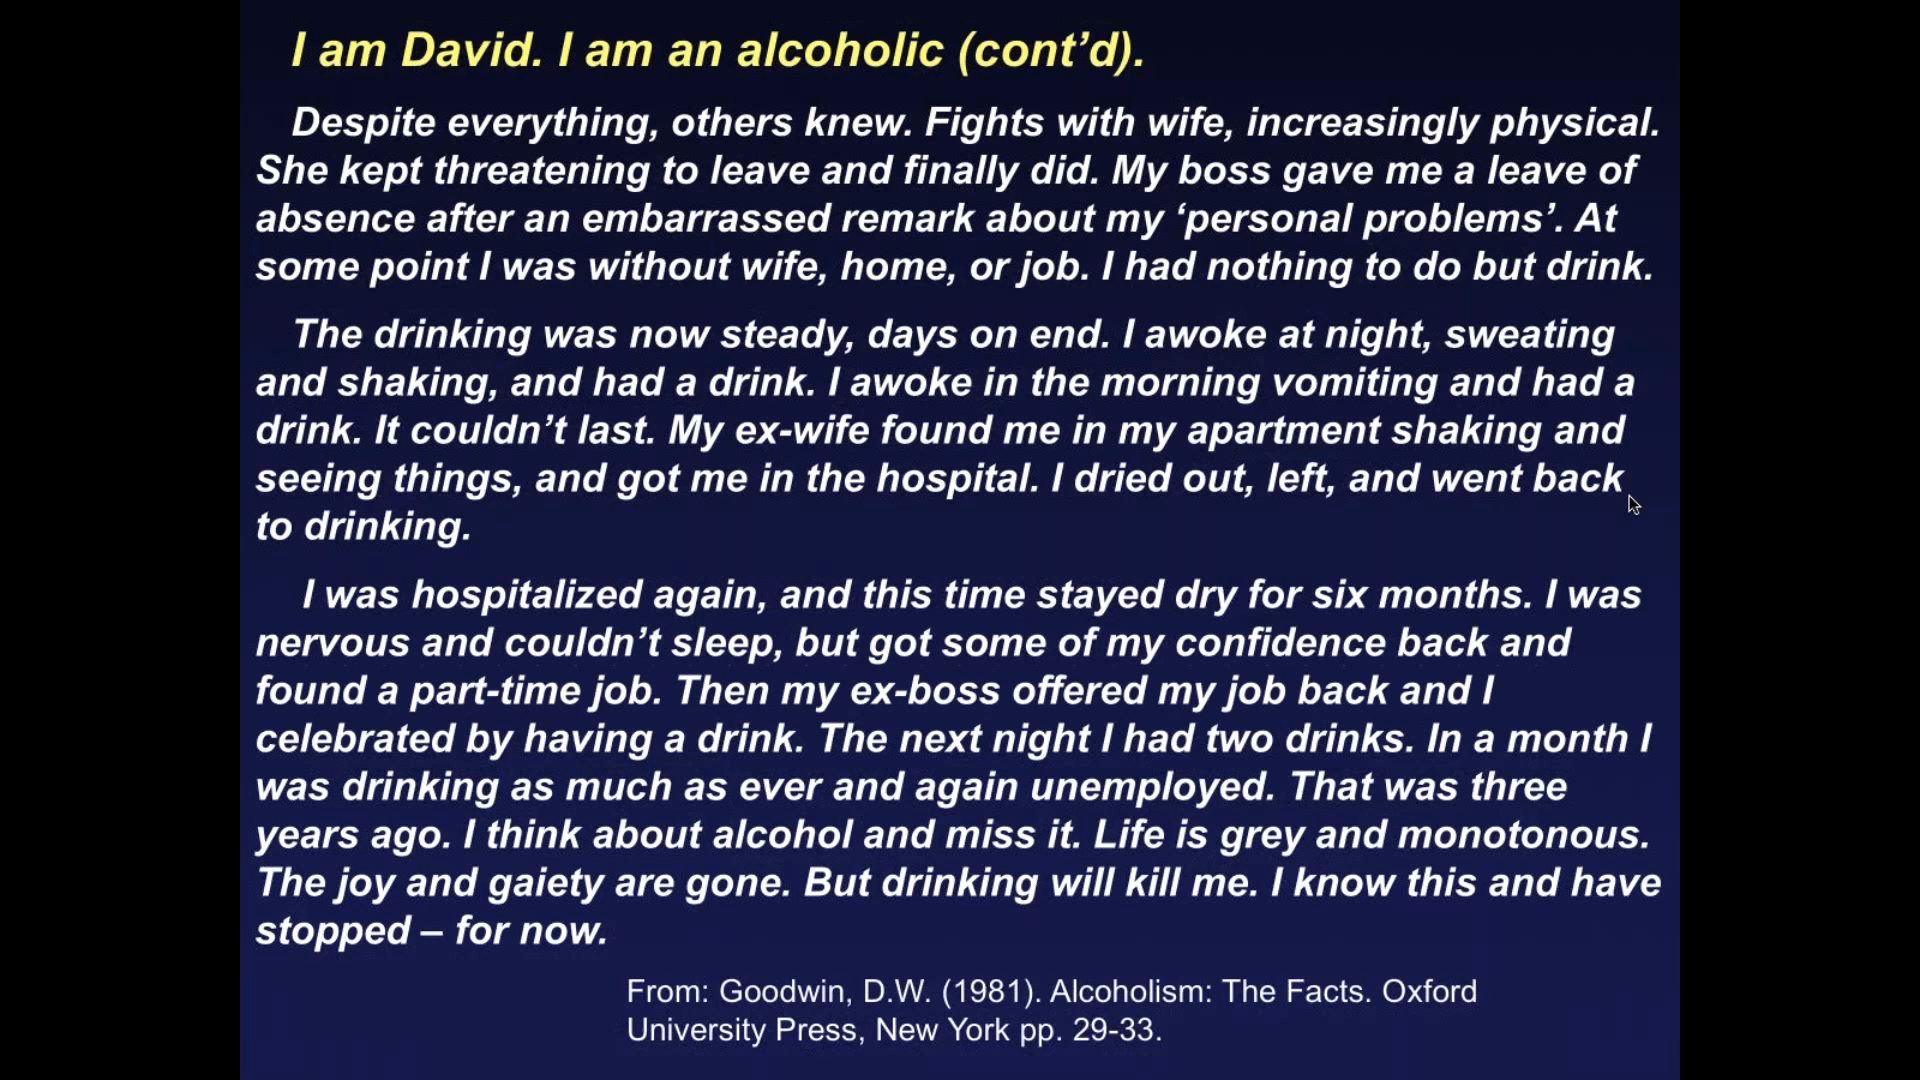 I am David. I am an alcoholic (cont’d).
Despite everything, others knew. Fights with wife, increasingly physical.
She kept threatening to leave and finally did. My boss gave me a leave of
absence after an embarrassed remark about my ‘personal problems’. At
some point I was without wife, home, or job. I had nothing to do but drink.
The drinking was now steady, days on end. I awoke at night, sweating
and shaking, and had a drink. I awoke in the morning vomiting and had a
drink. It couldn’t last. My ex-wife found me in my apartment shaking and
seeing things, and got me in the hospital. I dried out, left, and went back
to drinking.
I was hospitalized again, and this time stayed dry for six months. I was
nervous and couldn’t sleep, but got some of my confidence back and
found a part-time job. Then my ex-boss offered my job back and I
celebrated by having a drink. The next night I had two drinks. In a month I
was drinking as much as ever and again unemployed. That was three
years ago. I think about alcohol and miss it. Life is grey and monotonous.
The joy and gaiety are gone. But drinking will kill me. I know this and have
stopped – for now.
From: Goodwin, D.W. (1981). Alcoholism: The Facts. Oxford
University Press, New York pp. 29-33.